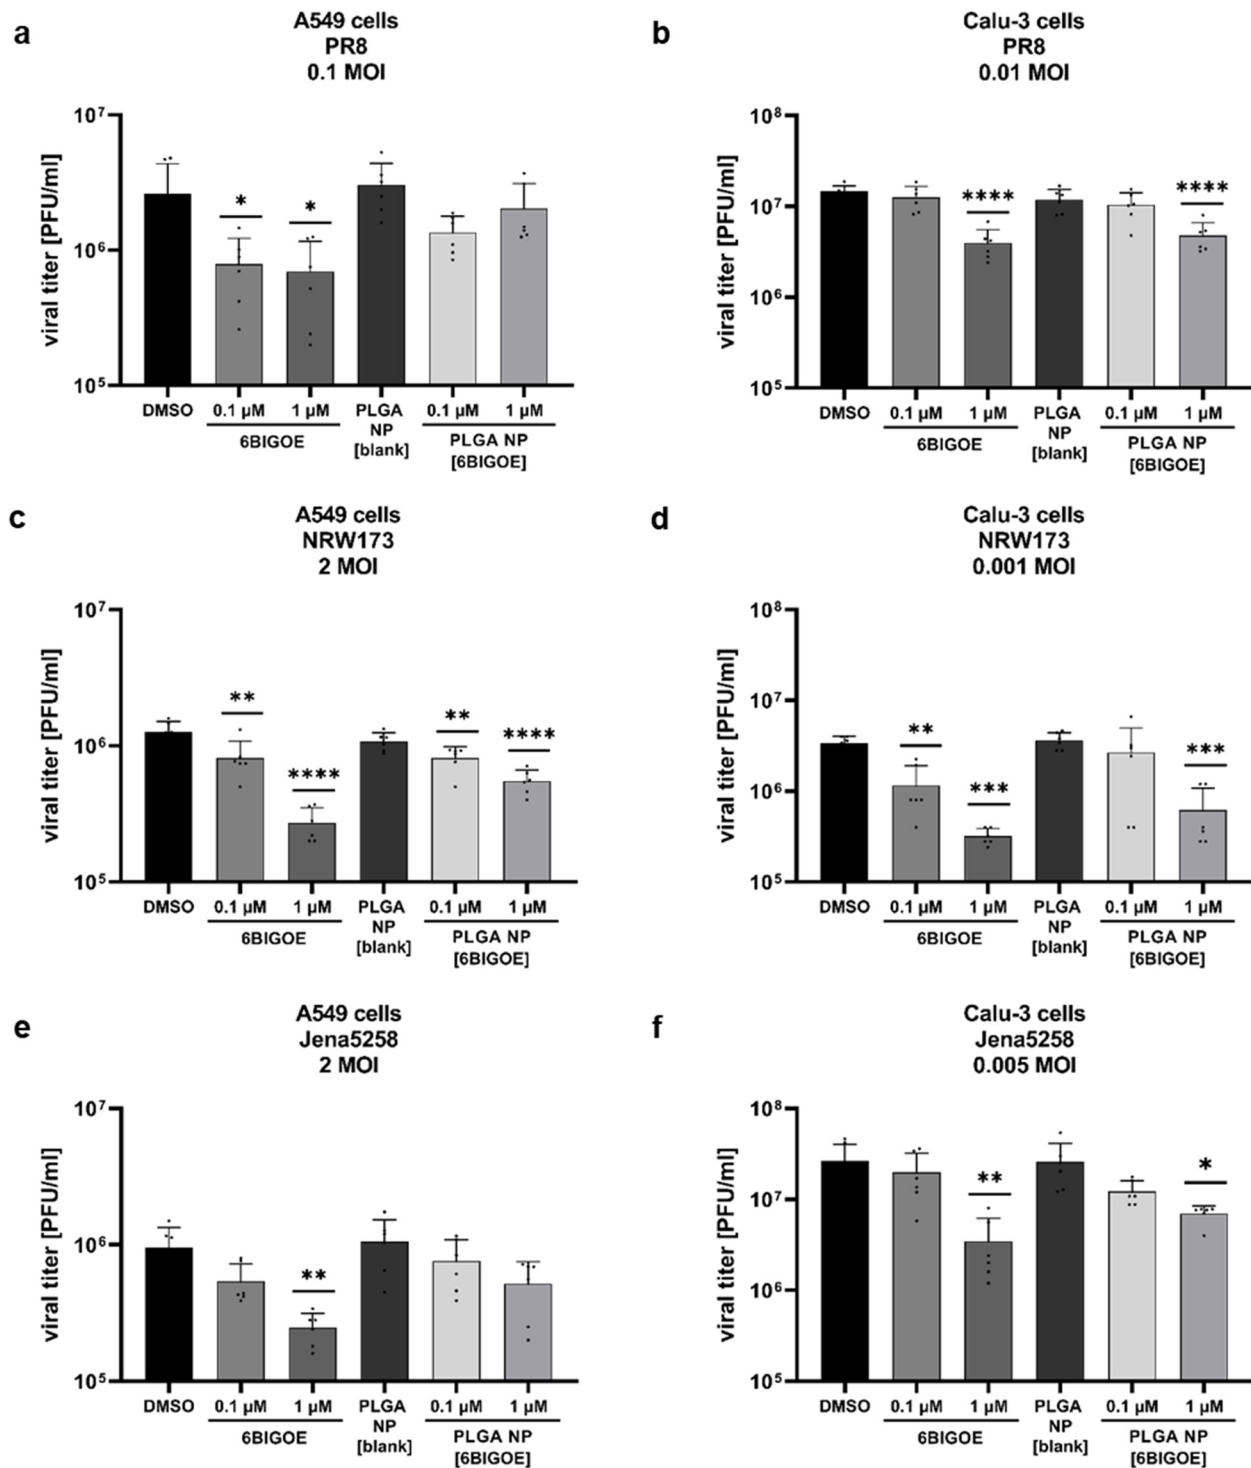 a
A549 cells
PR8
0.1 MOI
viral titer [PFU/ml]
10⁷
10⁶
10⁵
* *
DMSO 0.1 µM 1 µM PLGA NP [blank] 0.1 µM 1 µM
6BIGOE PLGA NP [6BIGOE]
b
Calu-3 cells
PR8
0.01 MOI
viral titer [PFU/ml]
10⁸
10⁷
10⁶
10⁵
**** ****
DMSO 0.1 µM 1 µM PLGA NP [blank] 0.1 µM 1 µM
6BIGOE PLGA NP [6BIGOE]
c
A549 cells
NRW173
2 MOI
viral titer [PFU/ml]
10⁷
10⁶
10⁵
** **** ** ****
DMSO 0.1 µM 1 µM PLGA NP [blank] 0.1 µM 1 µM
6BIGOE PLGA NP [6BIGOE]
d
Calu-3 cells
NRW173
0.001 MOI
viral titer [PFU/ml]
10⁸
10⁷
10⁶
10⁵
** *** ***
DMSO 0.1 µM 1 µM PLGA NP [blank] 0.1 µM 1 µM
6BIGOE PLGA NP [6BIGOE]
e
A549 cells
Jena5258
2 MOI
viral titer [PFU/ml]
10⁷
10⁶
10⁵
**
DMSO 0.1 µM 1 µM PLGA NP [blank] 0.1 µM 1 µM
6BIGOE PLGA NP [6BIGOE]
f
Calu-3 cells
Jena5258
0.005 MOI
viral titer [PFU/ml]
10⁸
10⁷
10⁶
10⁵
** *
DMSO 0.1 µM 1 µM PLGA NP [blank] 0.1 µM 1 µM
6BIGOE PLGA NP [6BIGOE]